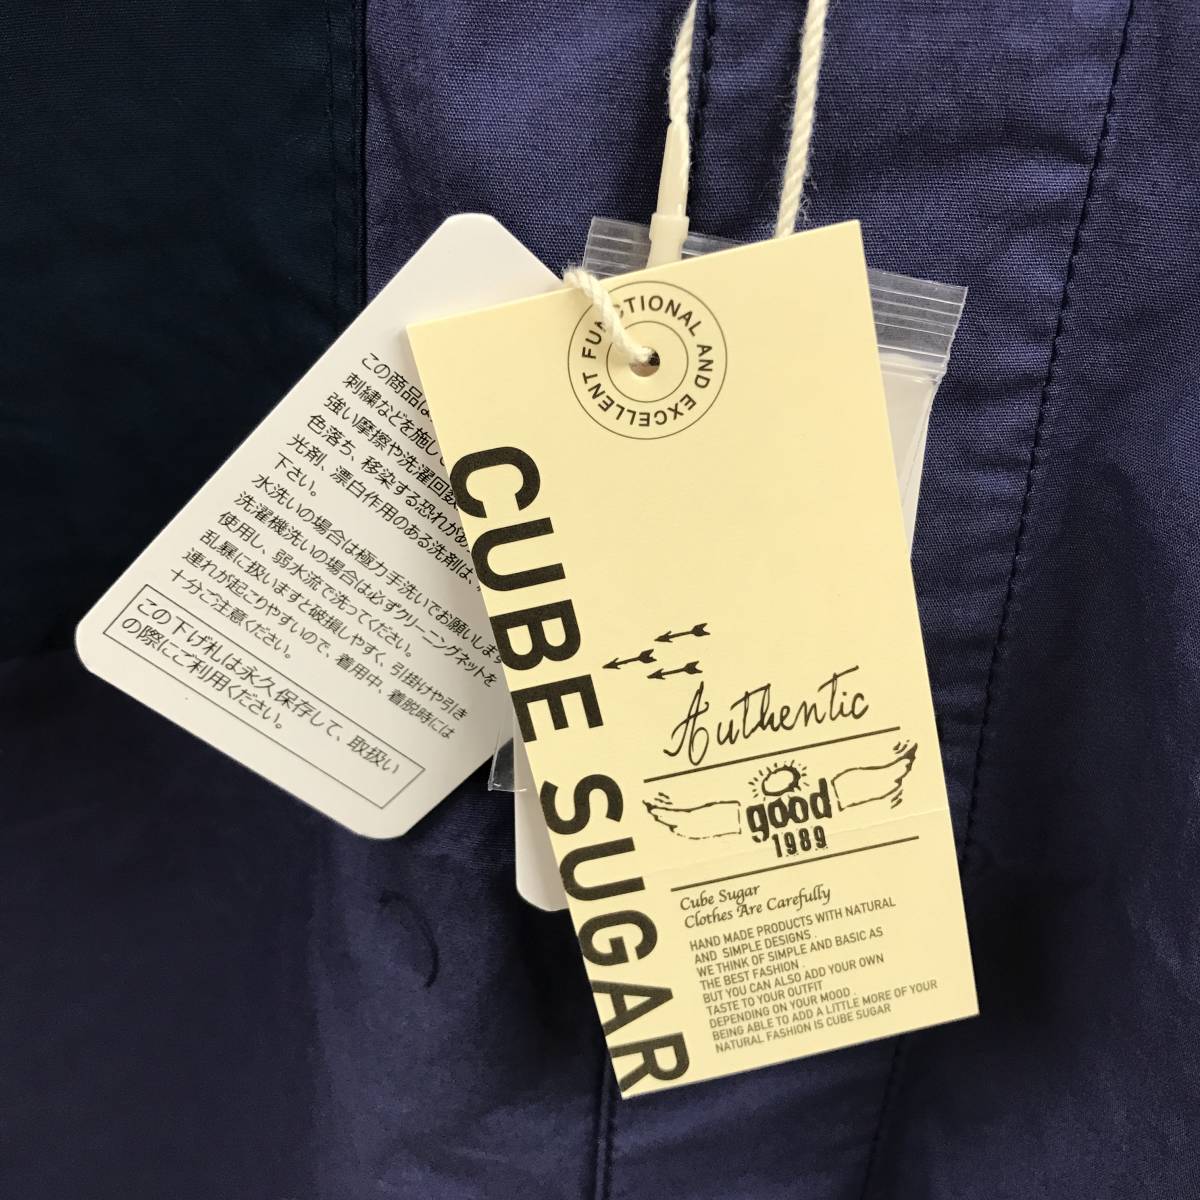 FUNCTIONAL AND EXCELLENT
CUBE SUGAR
Authentic
good
1989
Cube Sugar
Clothes Are Carefully
HAND MADE PRODUCTS WITH NATURAL
AND SIMPLE DESIGNS .
WE THINK OF SIMPLE AND BASIC AS
THE BEST FASHION .
BUT YOU CAN ALSO ADD YOUR OWN
TASTE TO YOUR OUTFIT
DEPENDING ON YOUR MOOD .
BEING ABLE TO ADD A LITTLE MORE OF YOUR
NATURAL FASHION IS CUBE SUGAR
この商品は
刺繍などを施し
強い摩擦や洗濯回数
色落ち、移染する恐れがあ
光剤、漂白作用のある洗剤は、
下さい。
水洗いの場合は極力手洗いでお願いします
洗濯機洗いの場合は必ずクリーニングネットを
使用し、弱水流で洗ってください。
乱暴に扱いますと破損しやすく、引掛けや引き
連れが起こりやすいので、着用中、着脱時には
十分ご注意ください。
この下げ札は永久保存して、取扱い
の際にご利用ください。